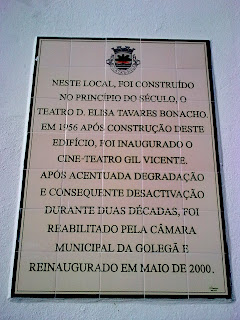 NESTE LOCAL, FOI CONSTRUÍDO
NO PRINCÍPIO DO SÉCULO, O
TEATRO D. ELISA TAVARES BONACHO.
EM 1956 APÓS CONSTRUÇÃO DESTE
EDIFÍCIO, FOI INAUGURADO O
CINE-TEATRO GIL VICENTE.
APÓS ACENTUADA DEGRADAÇÃO
E CONSEQUENTE DESACTIVAÇÃO
DURANTE DUAS DÉCADAS, FOI
REABILITADO PELA CÂMARA
MUNICIPAL DA GOLEGÃ E
REINAUGURADO EM MAIO DE 2000.